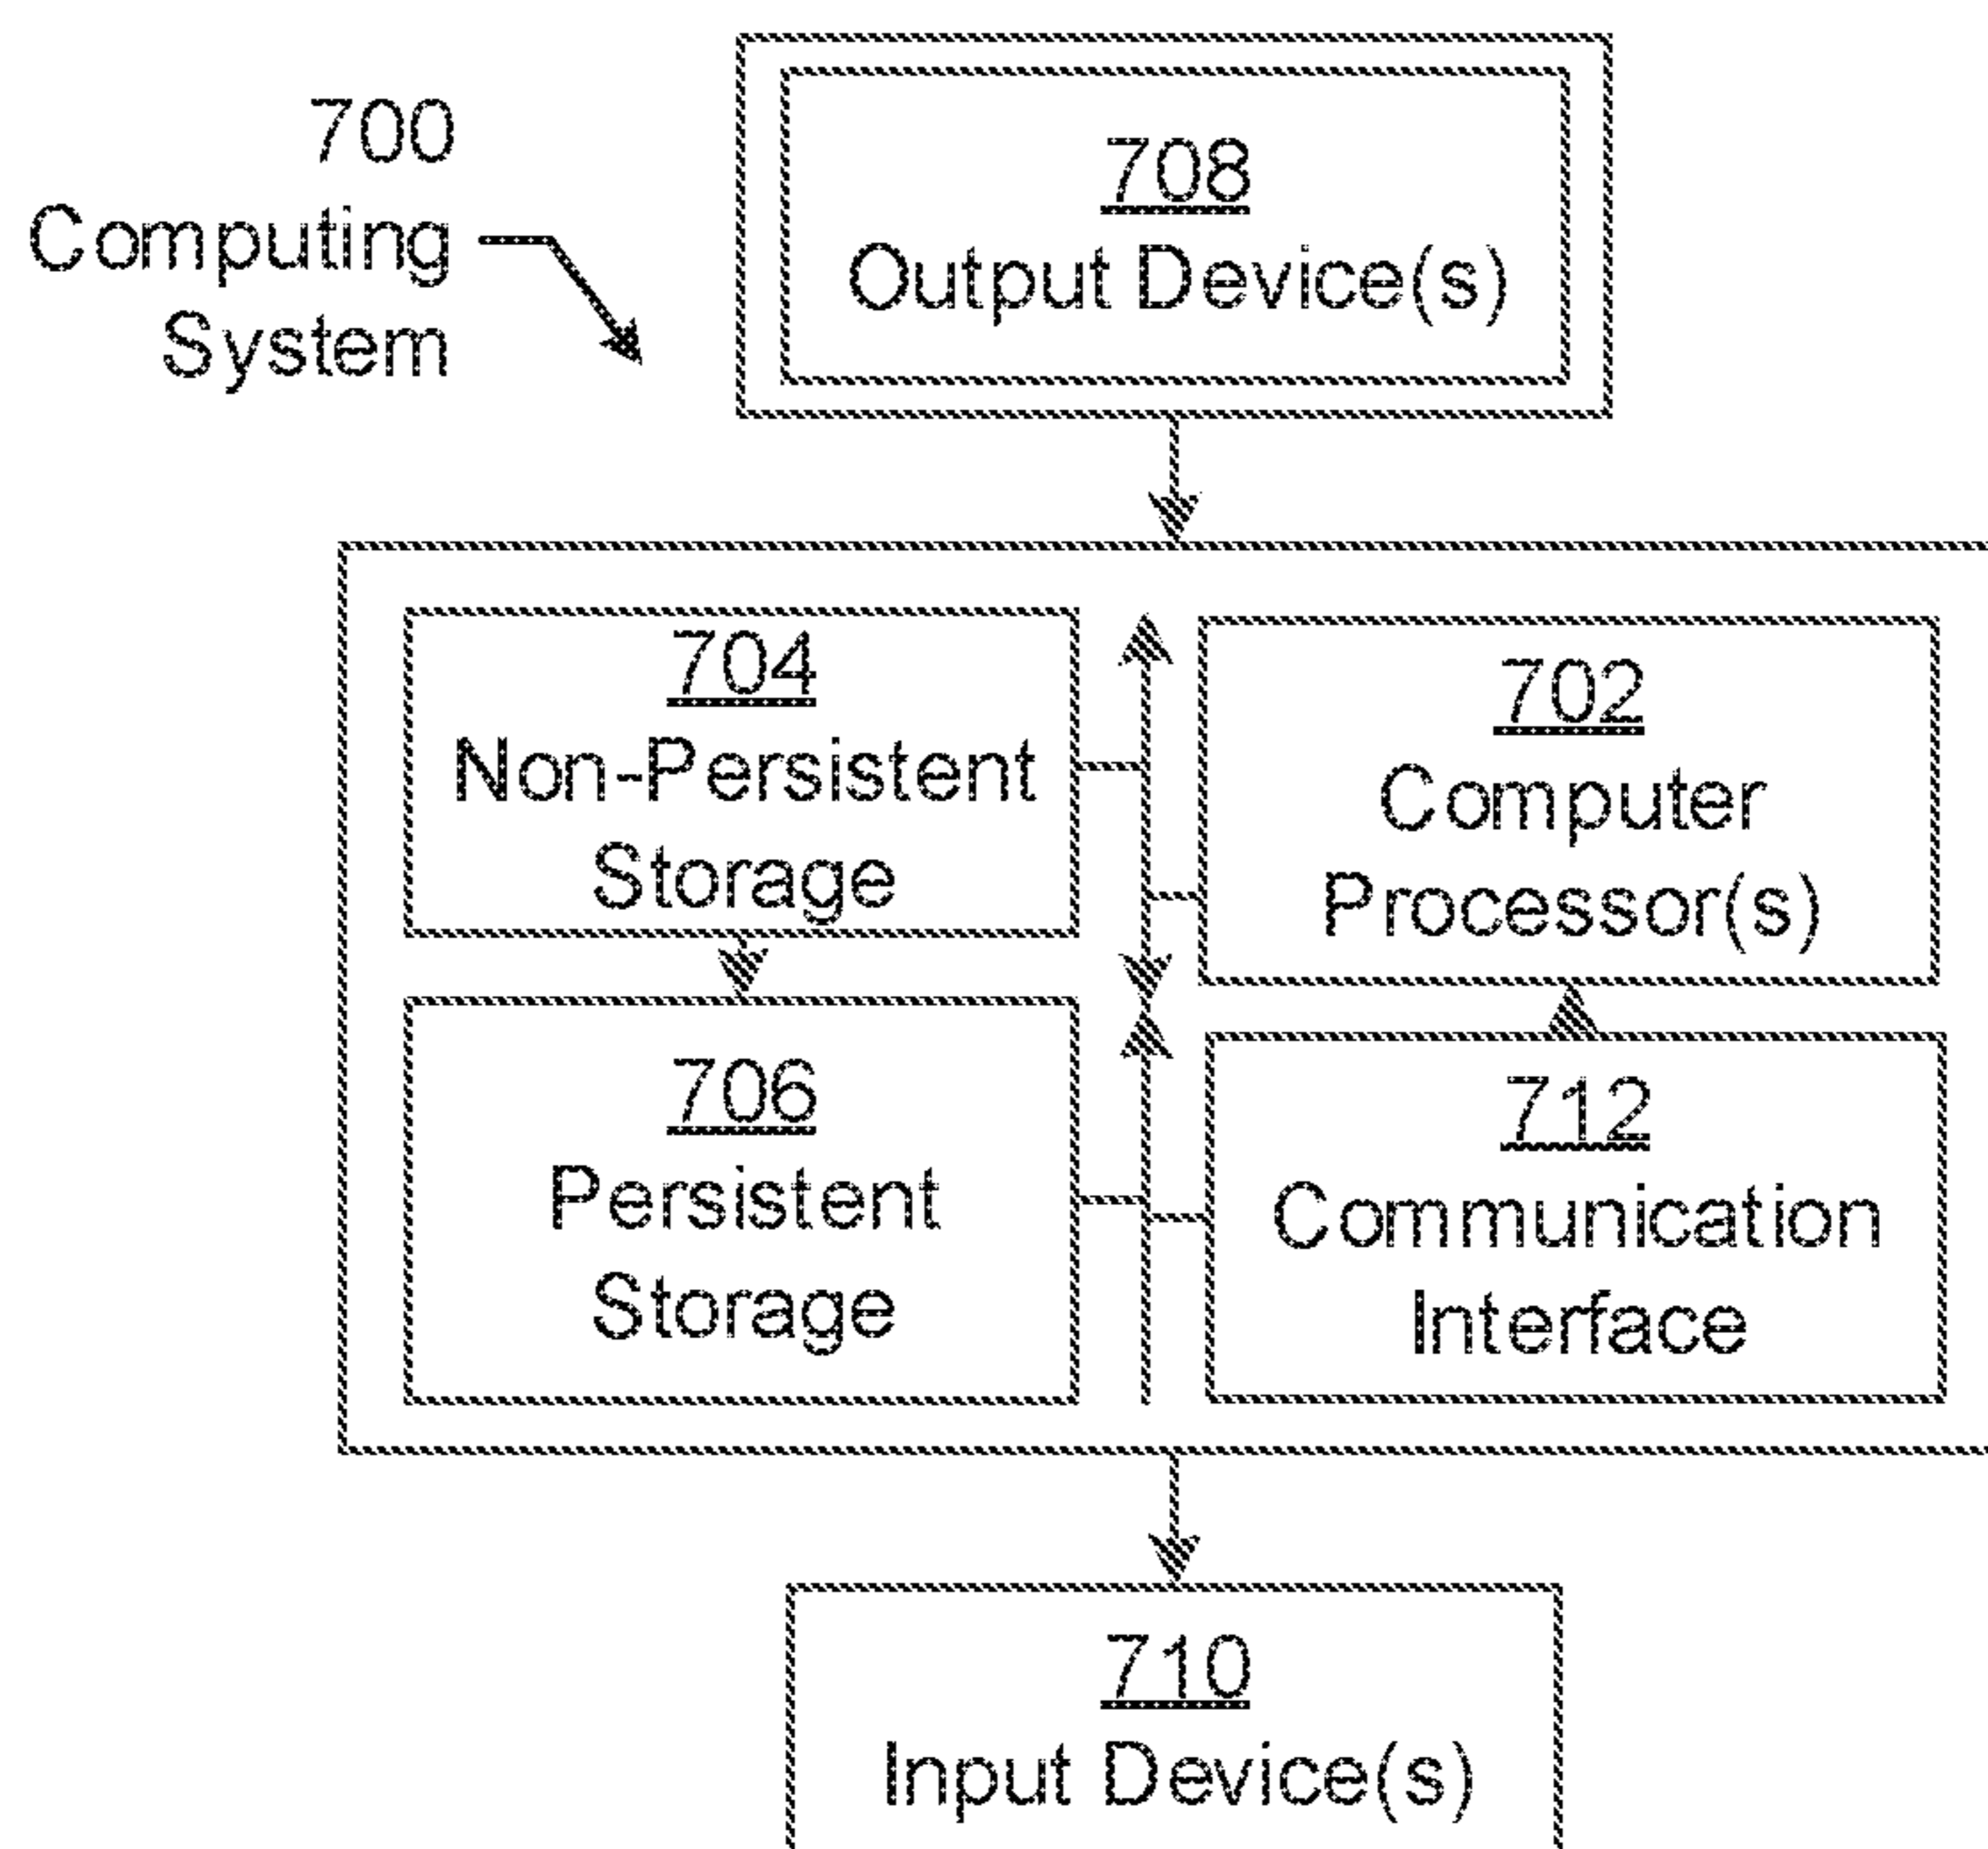 700
Computing
System
708
Output Device(s)
704
Non-Persistent
Storage
702
Computer
Processor(s)
706
Persistent
Storage
712
Communication
Interface
710
Input Device(s)